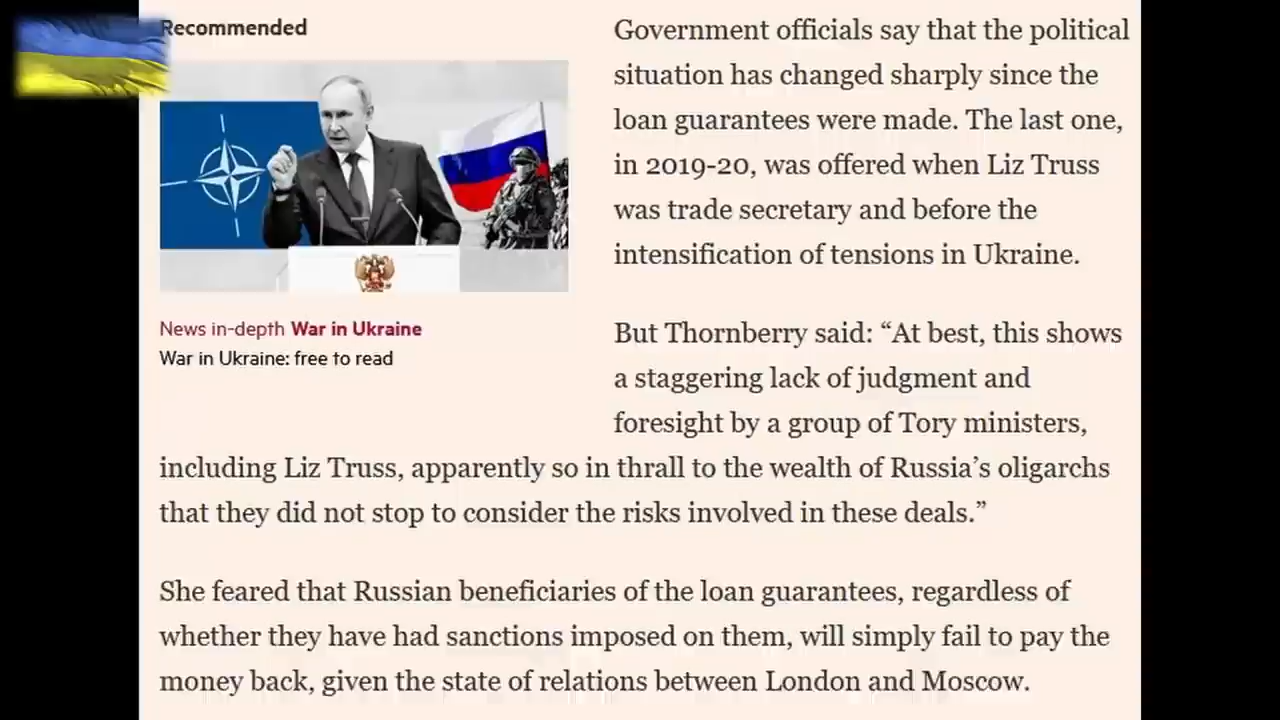 Recommended
News in-depth War in Ukraine
War in Ukraine: free to read
Government officials say that the political
situation has changed sharply since the
loan guarantees were made. The last one,
in 2019-20, was offered when Liz Truss
was trade secretary and before the
intensification of tensions in Ukraine.
But Thornberry said: “At best, this shows
a staggering lack of judgment and
foresight by a group of Tory ministers,
including Liz Truss, apparently so in thrall to the wealth of Russia’s oligarchs
that they did not stop to consider the risks involved in these deals.”
She feared that Russian beneficiaries of the loan guarantees, regardless of
whether they have had sanctions imposed on them, will simply fail to pay the
money back, given the state of relations between London and Moscow.